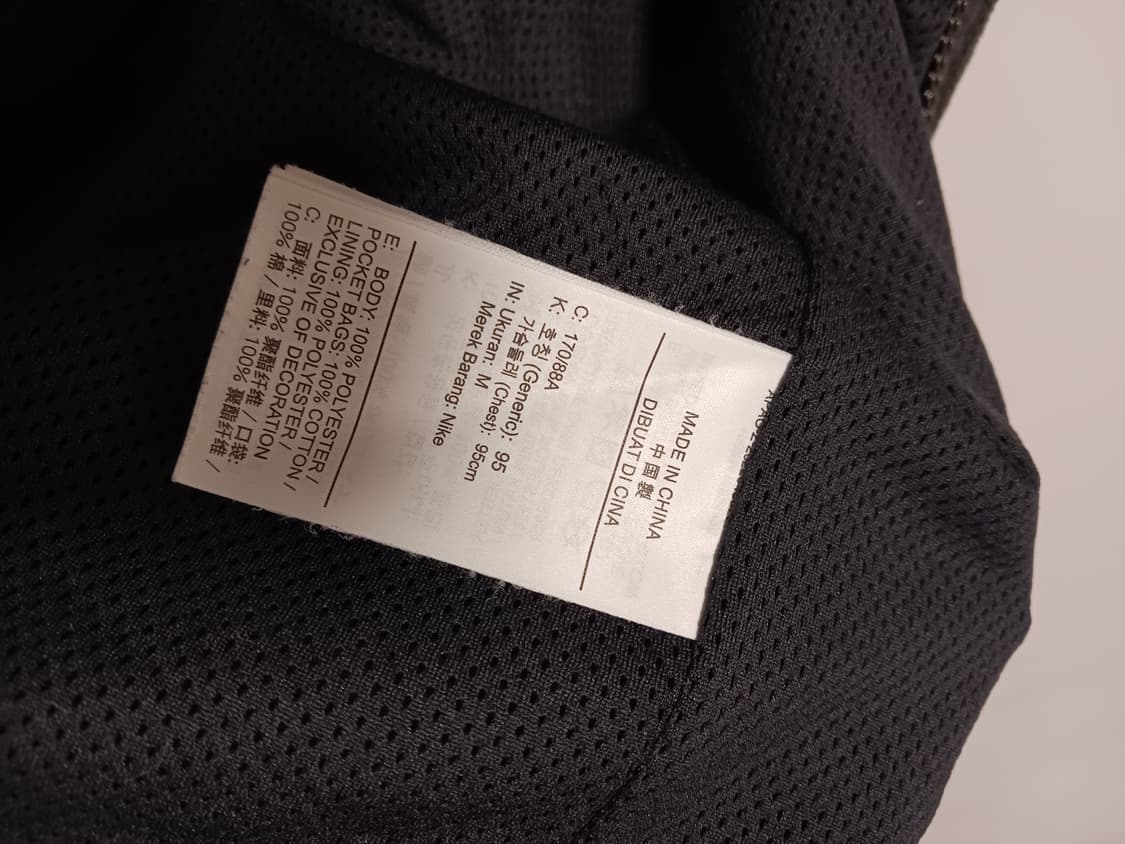 MADE IN CHINA
中國製
DIBUAT DI CINA
C: 170/88A
K: 호칭 (Generic): 95
가슴둘레 (Chest): 95cm
IN: Ukuran: M
Merek Barang: Nike
E: BODY: 100% POLYESTER /
POCKET BAGS: 100% COTTON /
LINING: 100% POLYESTER /
EXCLUSIVE OF DECORATION
C: 面料: 100% 聚酯纤维 / 口袋:
100% 棉 / 里料: 100% 聚酯纤维 /